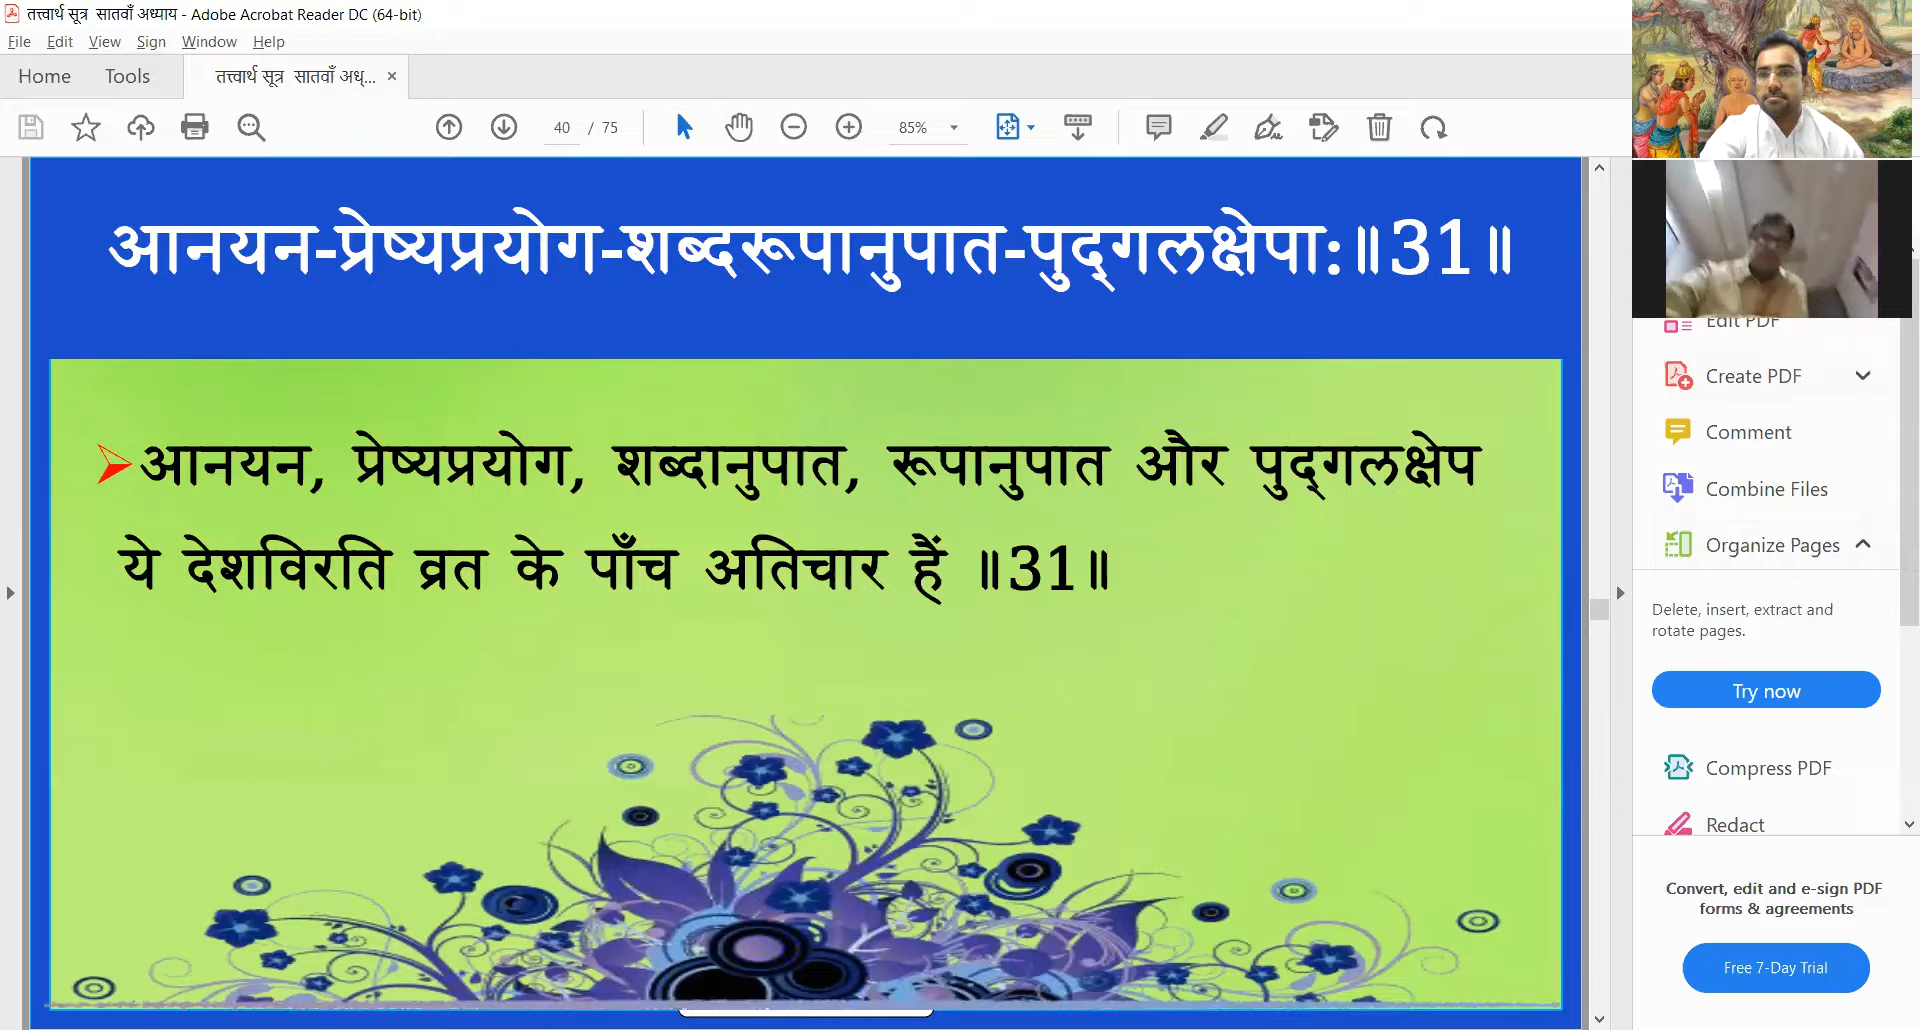 तत्त्वार्थ सूत्र सातवाँ अध्याय - Adobe Acrobat Reader DC (64-bit)
File Edit View Sign Window Help
Home Tools तत्त्वार्थ सूत्र सातवाँ अध्... ×
40 / 75 85%
आनयन-प्रेष्यप्रयोग-शब्दरूपानुपात-पुद्‌गलक्षेपाः॥31॥
आनयन, प्रेष्यप्रयोग, शब्दानुपात, रूपानुपात और पुद्‌गलक्षेप
ये देशविरति व्रत के पाँच अतिचार हैं ॥31॥
Edit PDF
Create PDF
Comment
Combine Files
Organize Pages
Delete, insert, extract and
rotate pages.
Try now
Compress PDF
Redact
Convert, edit and e-sign PDF
forms & agreements
Free 7-Day Trial